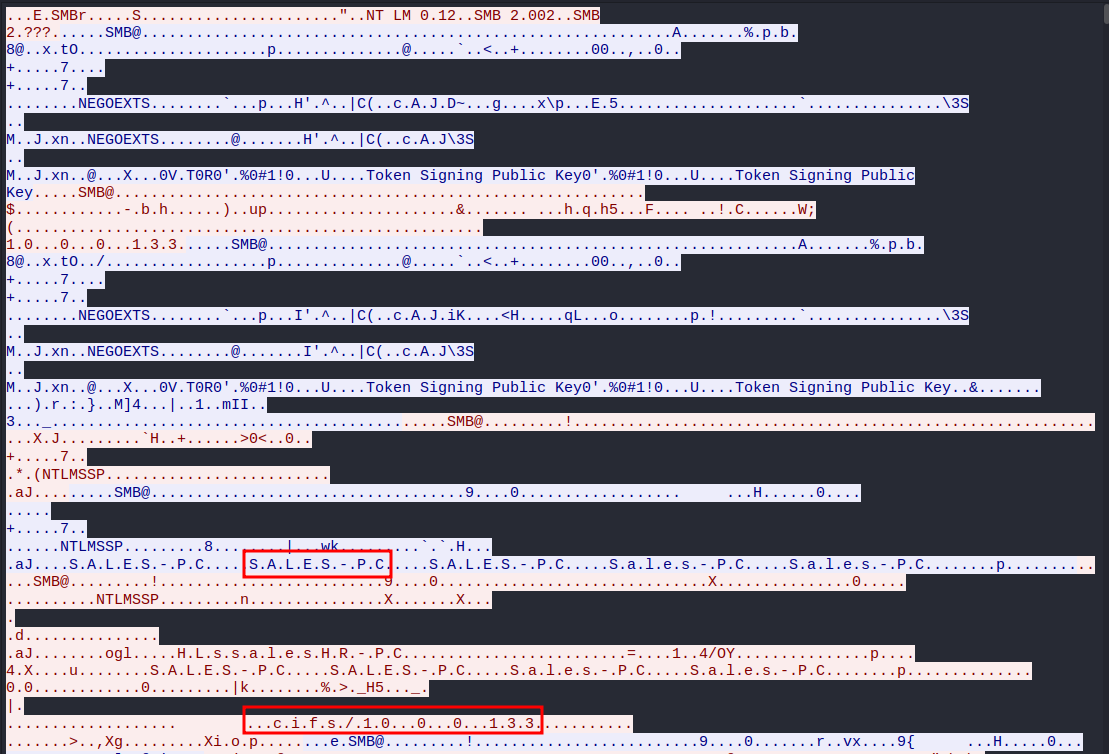 ...E.SMBr.....S......................"..NT LM 0.12..SMB 2.002..SMB
2.???......SMB@...........................................................A.......%.p.b.
8@..x.tO.....................p..............@.....`..<..+........00..,..0..
+.....7....
+.....7..
........NEGOEXTS........`...p...H'.^..|C(..c.A.J.D~...g....x\p...E.5....................`...............\3S
..
M..J.xn..NEGOEXTS........@.......H'.^..|C(..c.A.J\3S
..
M..J.xn..@...X...0V.T0R0'.%0#1!0...U....Token Signing Public Key0'.%0#1!0...U....Token Signing Public
Key.....SMB@...........................................................
$............-.b.h......)..up.....................&....... ...h.q.h5...F.... ..!.C......W;
(....................................................
1.0...0...0...1.3.3......SMB@...........................................................A.......%.p.b.
8@..x.tO../..................p..............@.....`..<..+........00..,..0..
+.....7....
+.....7..
........NEGOEXTS........`...p...I'.^..|C(..c.A.J.iK....<H.....qL...o........p.!.........`...............\3S
..
M..J.xn..NEGOEXTS........@.......I'.^..|C(..c.A.J\3S
..
M..J.xn..@...X...0V.T0R0'.%0#1!0...U....Token Signing Public Key0'.%0#1!0...U....Token Signing Public Key..&.......
...).r.:.}..M]4...|..1..mII..
3..._............................................SMB@.........!..........................................................
...X.J.........`H..+......>0<..0..
+.....7..
.*.(NTLMSSP.........................
.aJ.........SMB@...................................9....0..................     ...H......0....
.....
+.....7..
......NTLMSSP.........8........|...wk.........`.`.H...
.aJ....S.A.L.E.S.-.P.C.....S.A.L.E.S.-.P.C.....S.A.L.E.S.-.P.C.....S.a.l.e.s.-.P.C.....S.a.l.e.s.-.P.C........p..........
...SMB@.........!.........................9....0..............................X...............0.....
..........NTLMSSP.........n...............X.......X...
.
.d...............
.aJ........ogl.....H.L.s.s.a.l.e.s.H.R.-.P.C.........................=....1..4/OY...............p....
4.X....u........S.A.L.E.S.-.P.C.....S.A.L.E.S.-.P.C.....S.a.l.e.s.-.P.C.....S.a.l.e.s.-.P.C........p..............
0.0............0.........|k........%.>._H5..._.
|.
...................        ...c.i.f.s./.1.0...0...0...1.3.3...........
.......>..,Xg.........Xi.o.p........e.SMB@.........!.........................9....0.......r..vx....9{      ...H.....0...